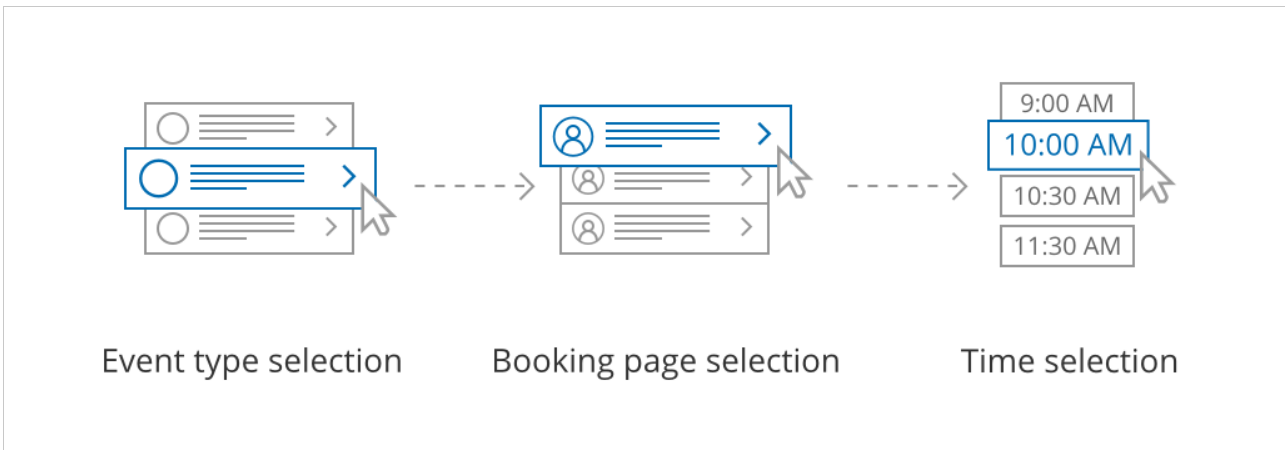 9:00 AM
10:00 AM
10:30 AM
11:30 AM
Event type selection
Booking page selection
Time selection